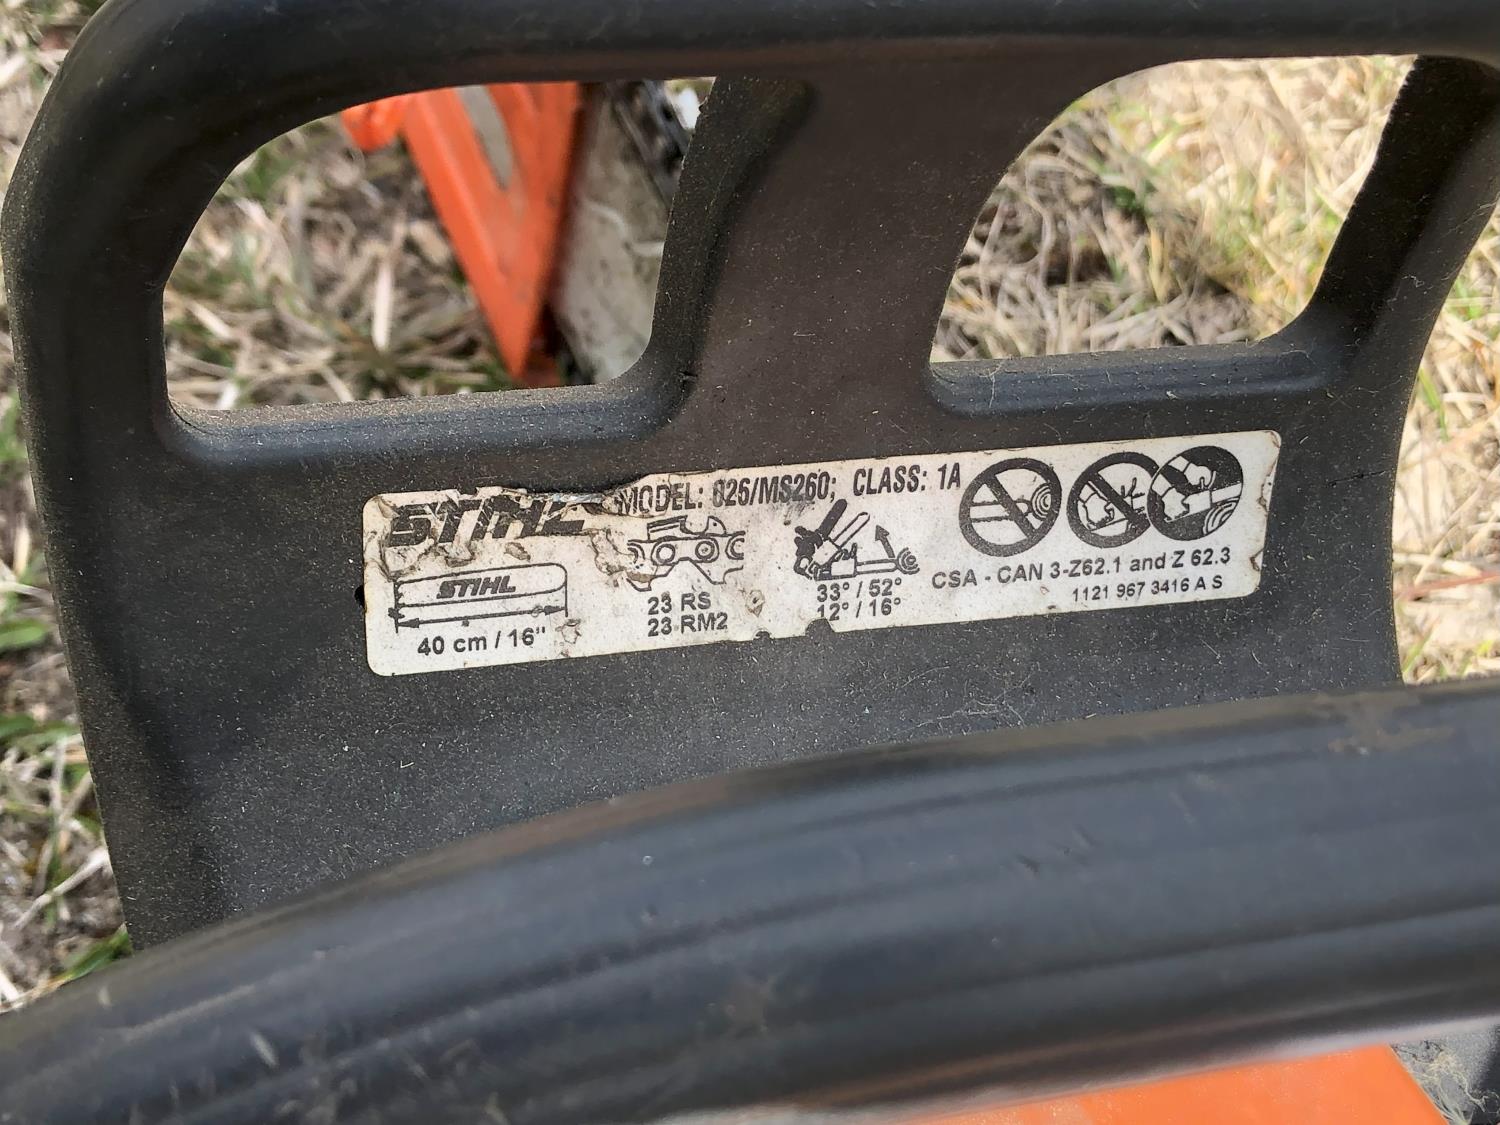 STIHL MODEL: 026/MS260; CLASS: 1A
STIHL
40 cm / 16"
23 RS
23 RM2
33° / 52°
12° / 16°
CSA - CAN 3-Z62.1 and Z 62.3
1121 967 3416 A S